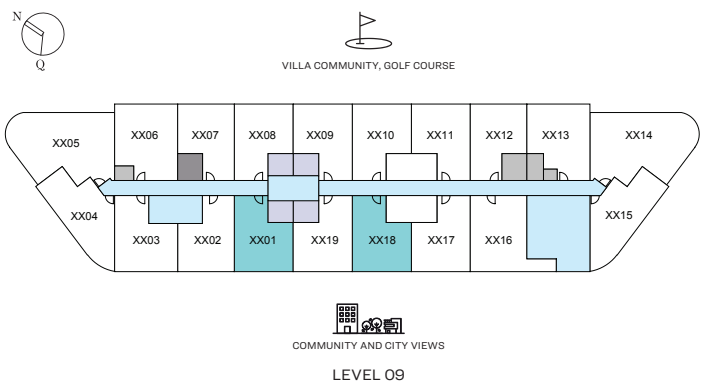 N
Q
VILLA COMMUNITY, GOLF COURSE
XX05
XX06
XX07
XX08
XX09
XX10
XX11
XX12
XX13
XX14
XX04
XX03
XX02
XX01
XX19
XX18
XX17
XX16
XX15
COMMUNITY AND CITY VIEWS
LEVEL 09